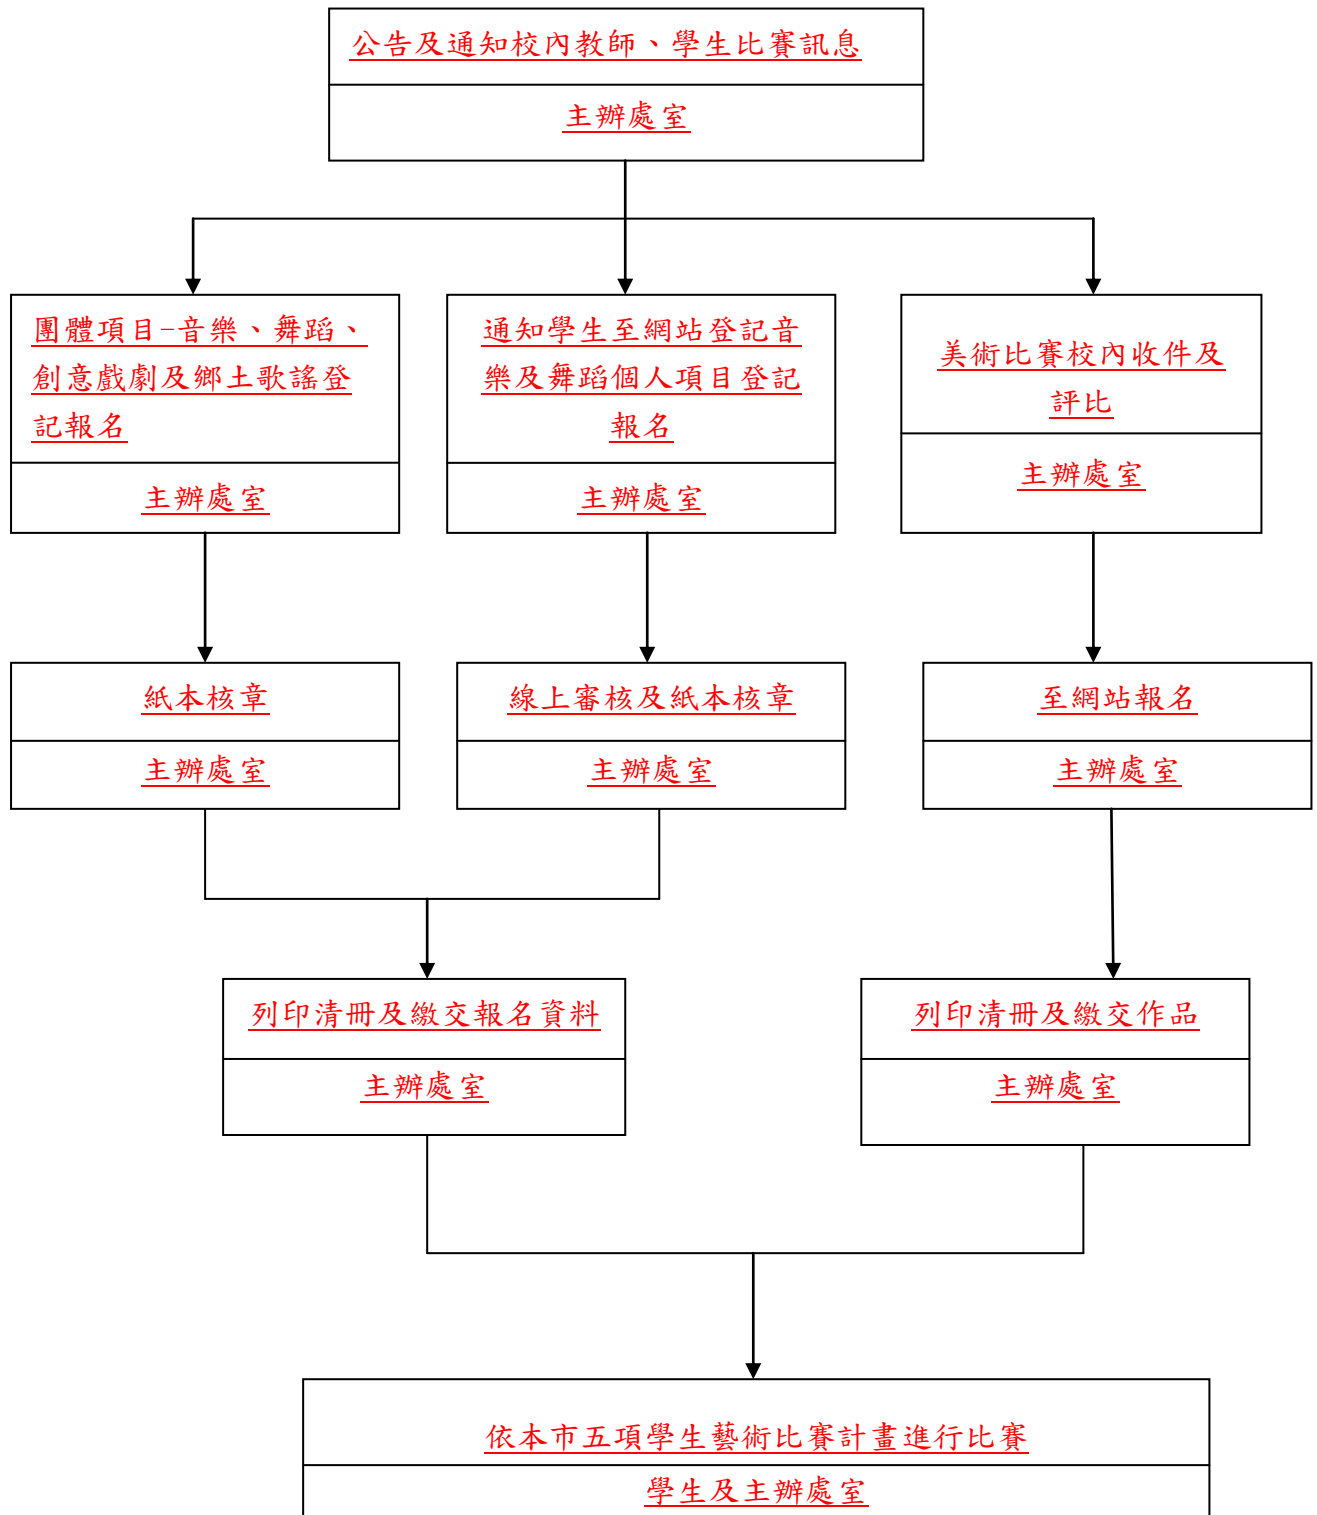 公告及通知校內教師、學生比賽訊息
主辦處室
團體項目-音樂、舞蹈、
創意戲劇及鄉土歌謠登
記報名
主辦處室
通知學生至網站登記音
樂及舞蹈個人項目登記
報名
主辦處室
美術比賽校內收件及
評比
主辦處室
紙本核章
主辦處室
線上審核及紙本核章
主辦處室
至網站報名
主辦處室
列印清冊及繳交報名資料
主辦處室
列印清冊及繳交作品
主辦處室
依本市五項學生藝術比賽計畫進行比賽
學生及主辦處室